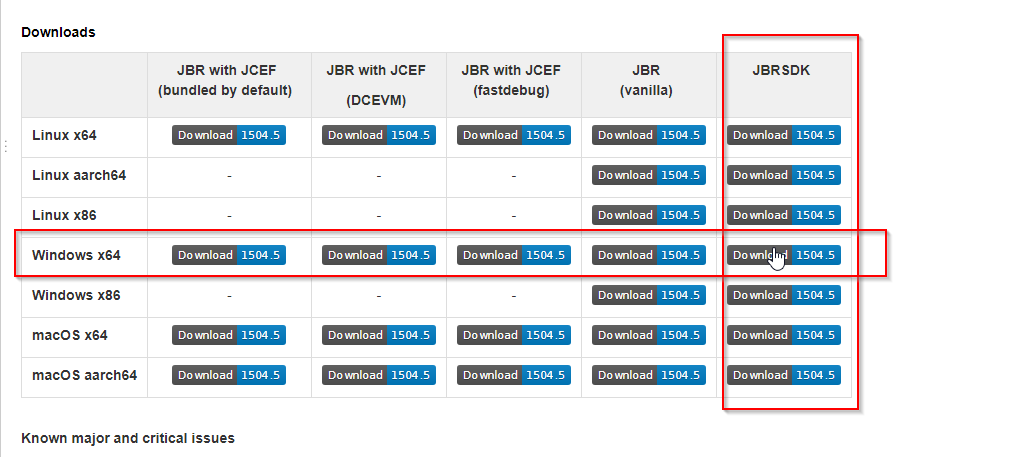 Downloads
JBR with JCEF JBR with JCEF JBR with JCEF JBR JBRSDK
(bundled by default) (DCEVM) (fastdebug) (vanilla)
Linux x64 Download 1504.5 Download 1504.5 Download 1504.5 Download 1504.5 Download 1504.5
Linux aarch64 - - - Download 1504.5 Download 1504.5
Linux x86 - - - Download 1504.5 Download 1504.5
Windows x64 Download 1504.5 Download 1504.5 Download 1504.5 Download 1504.5 Download 1504.5
Windows x86 - - - Download 1504.5 Download 1504.5
macOS x64 Download 1504.5 Download 1504.5 Download 1504.5 Download 1504.5 Download 1504.5
macOS aarch64 Download 1504.5 Download 1504.5 Download 1504.5 Download 1504.5 Download 1504.5
Known major and critical issues